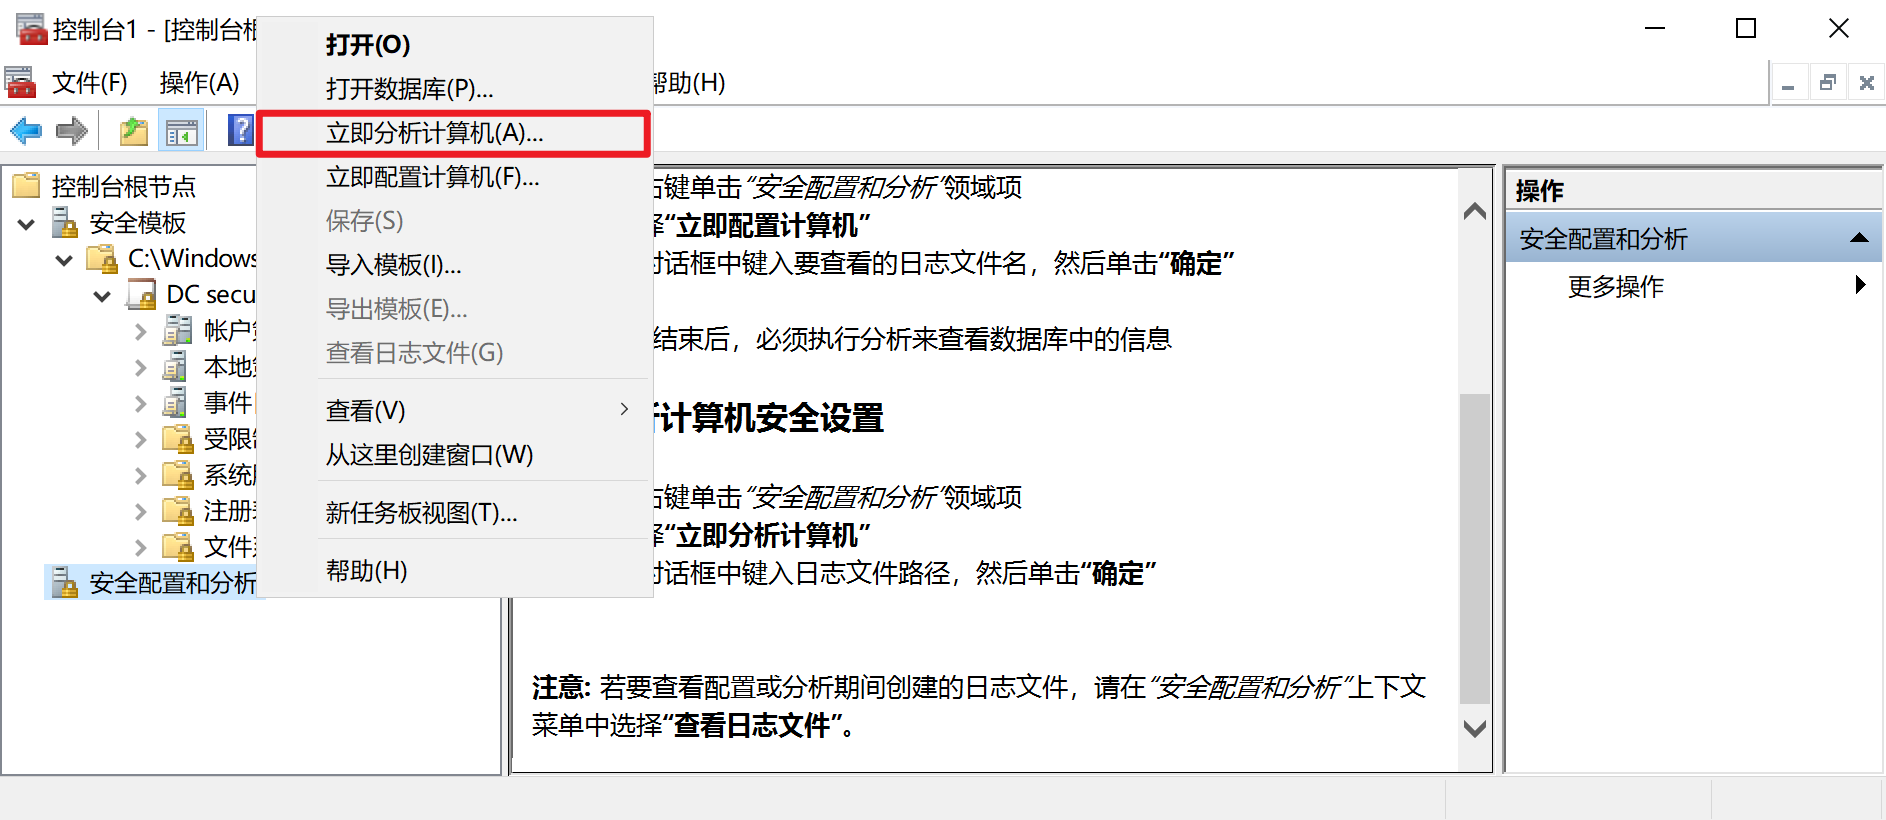 控制台1 - [控制台根
文件(F) 操作(A) 帮助(H)
打开(O)
打开数据库(P)...
立即分析计算机(A)...
立即配置计算机(F)...
保存(S)
导入模板(I)...
导出模板(E)...
查看日志文件(G)
查看(V)
从这里创建窗口(W)
新任务板视图(T)...
帮助(H)
控制台根节点
安全模板
C:\Windows
DC secu
帐户
本地
事件
受限
系统
注册
文件
安全配置和分析
右键单击“安全配置和分析”领域项
择“立即配置计算机”
对话框中键入要查看的日志文件名，然后单击“确定”
结束后，必须执行分析来查看数据库中的信息
析计算机安全设置
右键单击“安全配置和分析”领域项
择“立即分析计算机”
对话框中键入日志文件路径，然后单击“确定”
注意: 若要查看配置或分析期间创建的日志文件，请在“安全配置和分析”上下文
菜单中选择“查看日志文件”。
操作
安全配置和分析
更多操作